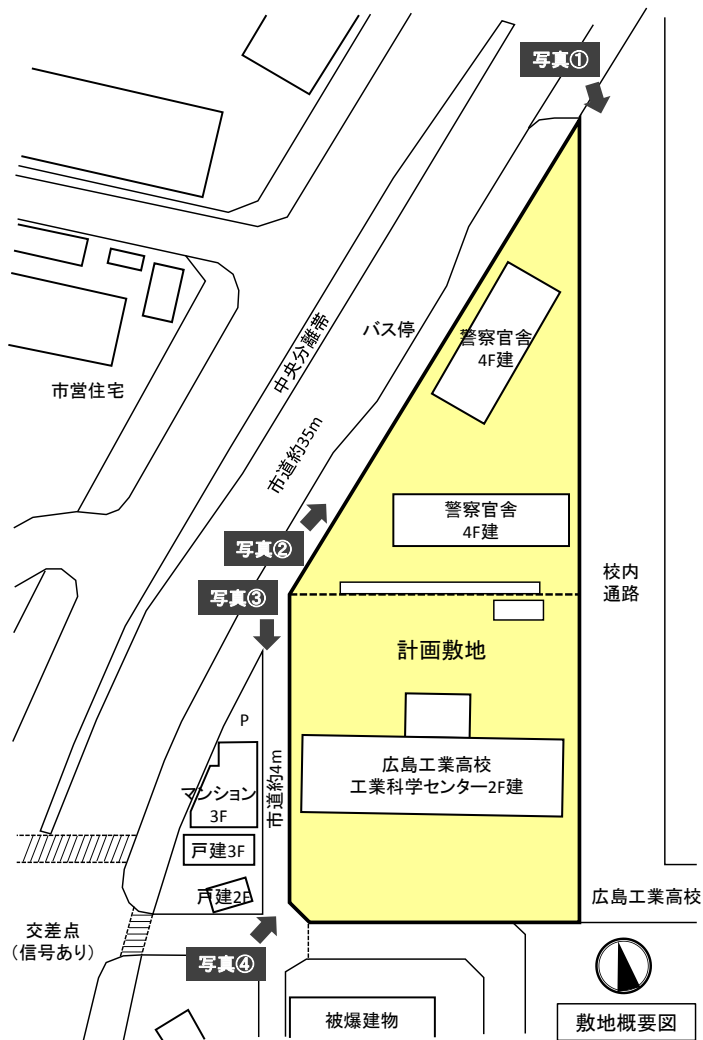 写真①
バス停
警察官舎
4F建
中央分離帯
市営住宅
市道約35m
警察官舎
4F建
写真②
校内
通路
写真③
計画敷地
P
市道約4m
広島工業高校
工業科学センター2F建
マンション
3F
戸建3F
戸建2F
広島工業高校
交差点
(信号あり)
写真④
被爆建物
敷地概要図